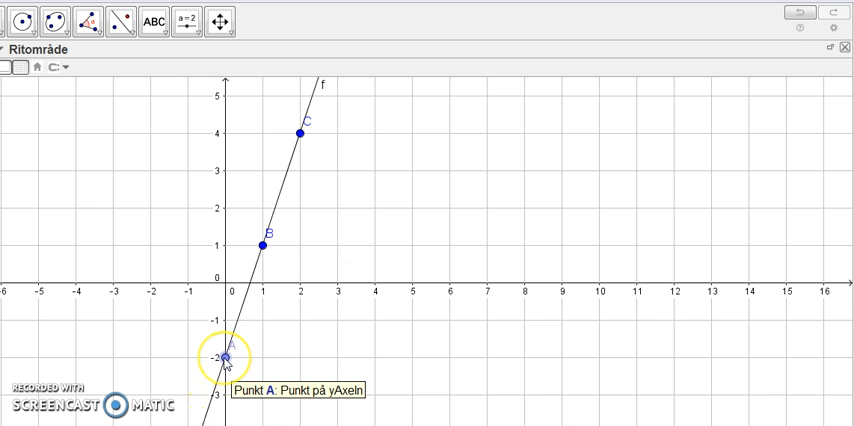 ABC a=2
Ritområde
f
5
C
4
3
2
B
1
0
-6 -5 -4 -3 -2 -1 0 1 2 3 4 5 6 7 8 9 10 11 12 13 14 15 16
-1
A
-2
Punkt A: Punkt på yAxeln
-3
RECORDED WITH
SCREENCAST MATIC